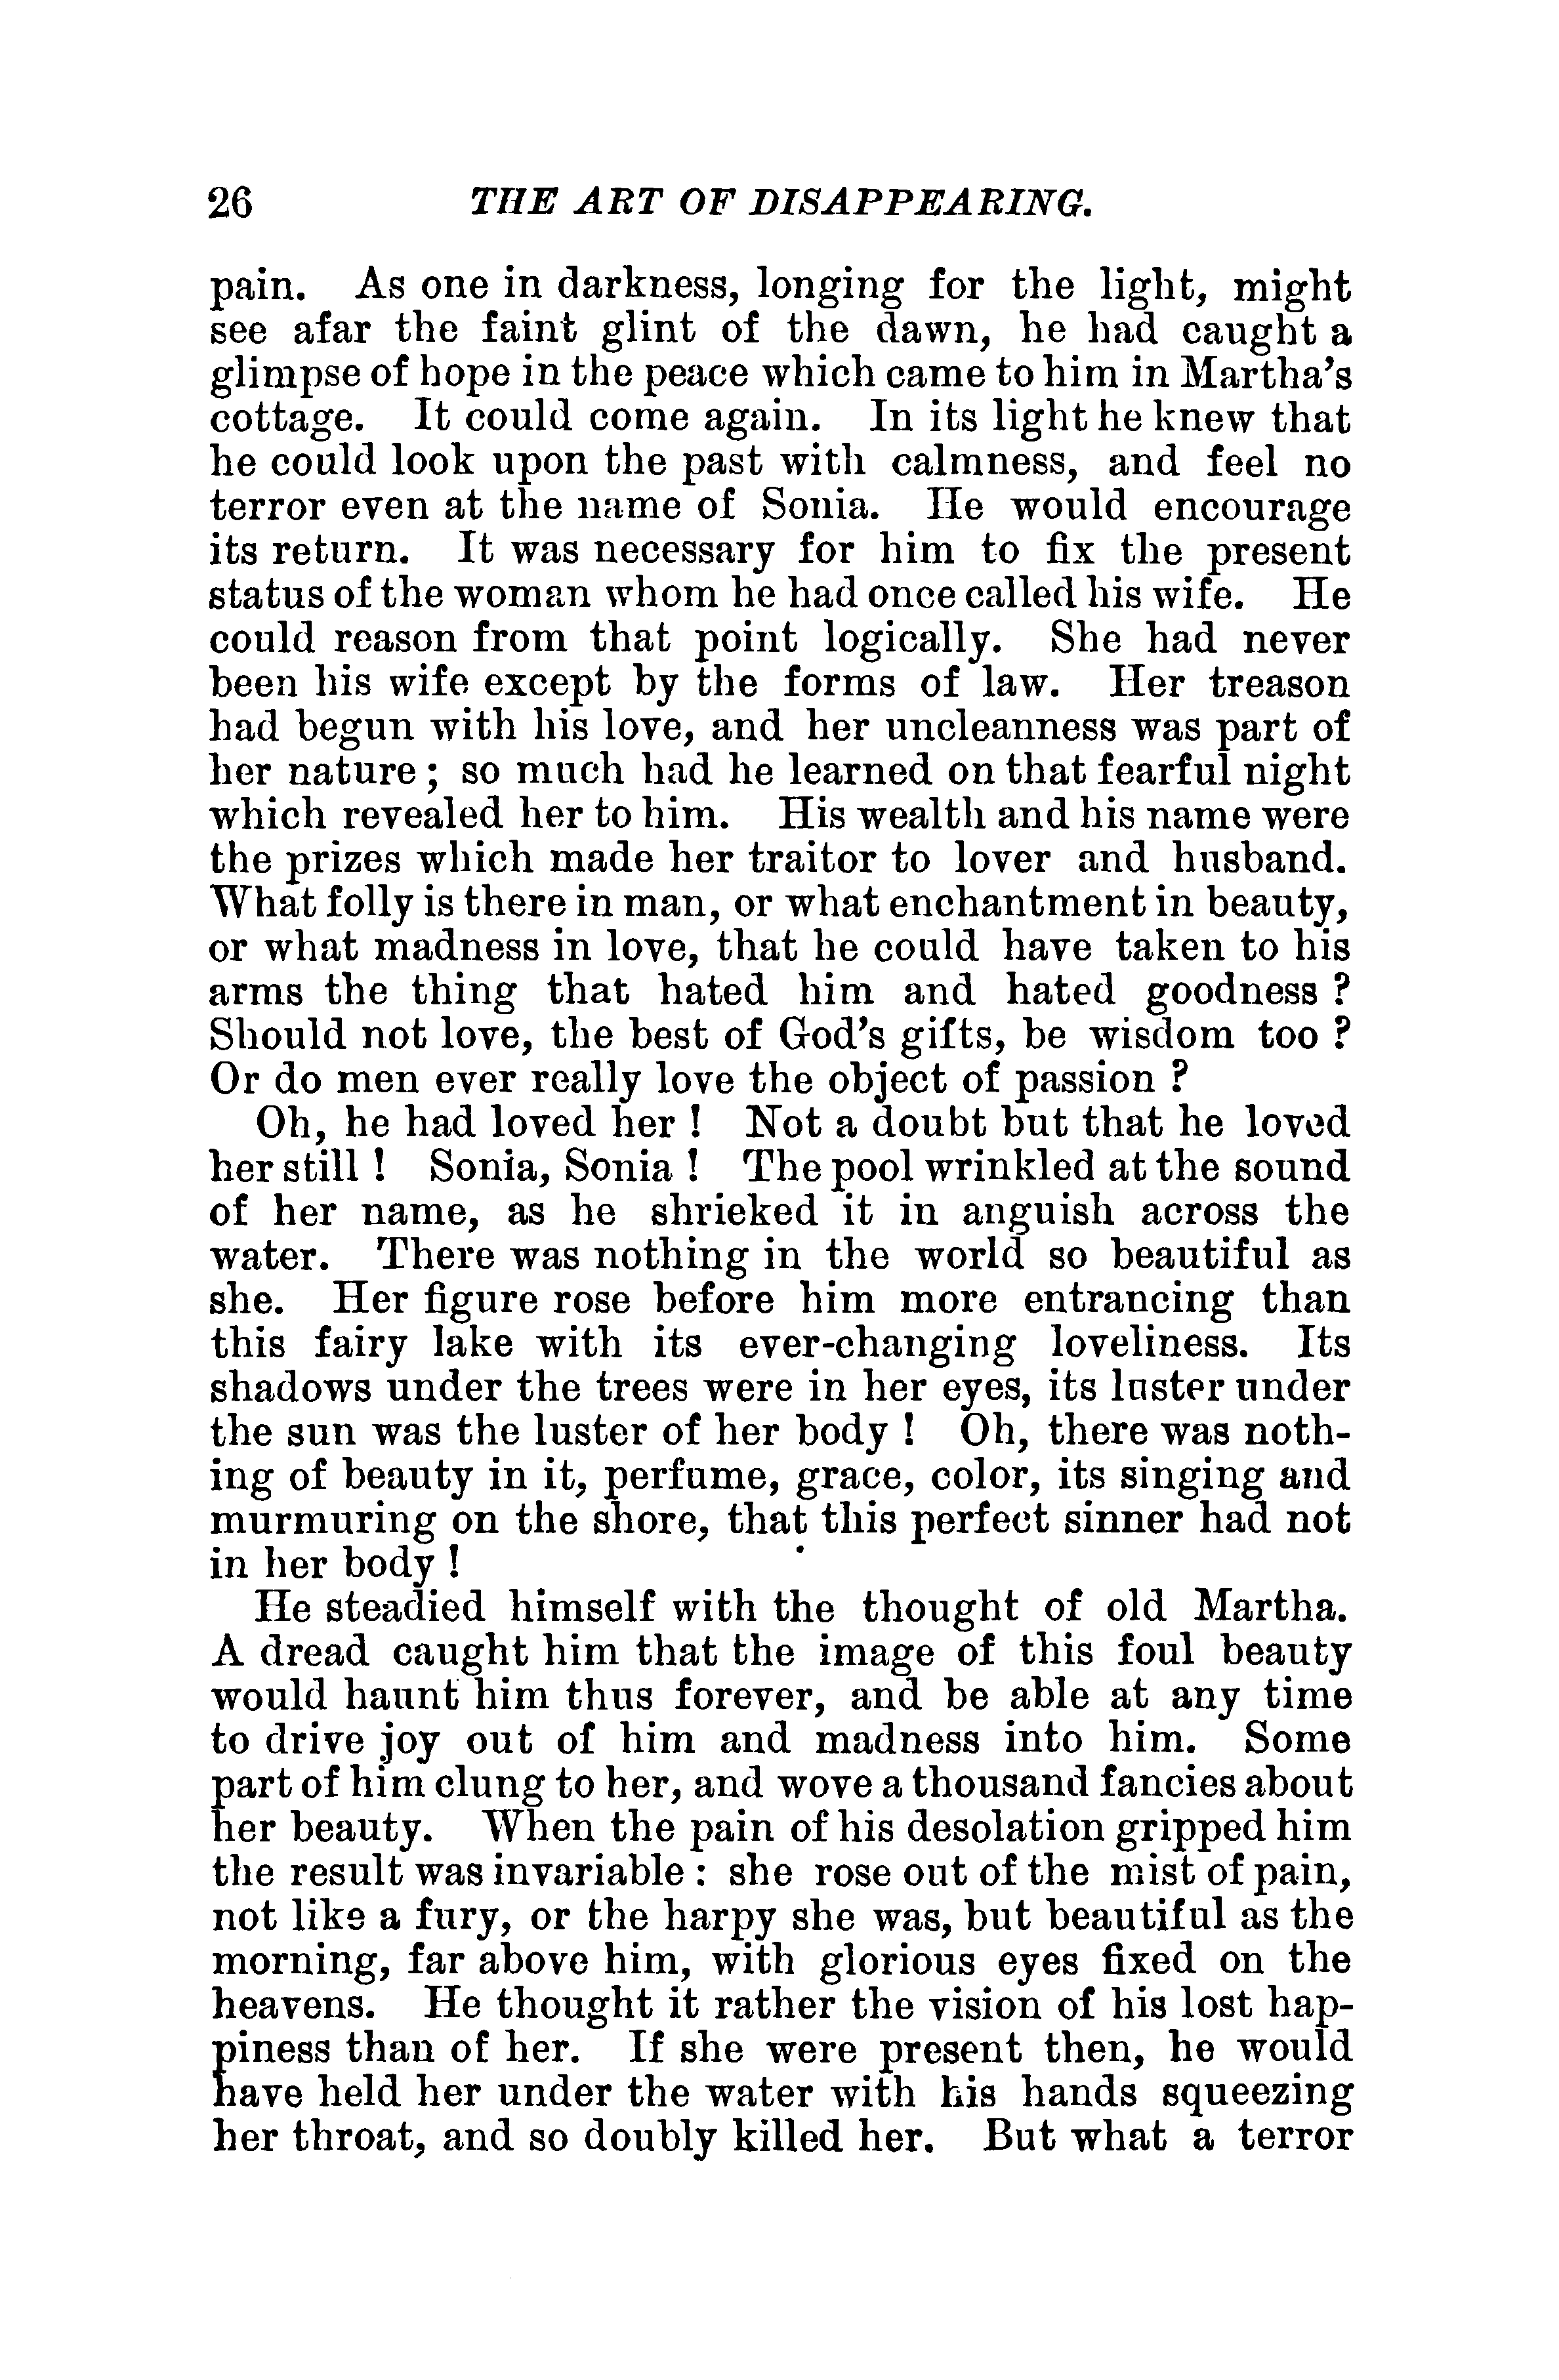 26 THE ART OF DISAPPEARING.
pain. As one in darkness, longing for the light, might
see afar the faint glint of the dawn, he had caught a
glimpse of hope in the peace which came to him in Martha's
cottage. It could come again. In its light he knew that
he could look upon the past with calmness, and feel no
terror even at the name of Sonia. He would encourage
its return. It was necessary for him to fix the present
status of the woman whom he had once called his wife. He
could reason from that point logically. She had never
been his wife except by the forms of law. Her treason
had begun with his love, and her uncleanness was part of
her nature; so much had he learned on that fearful night
which revealed her to him. His wealth and his name were
the prizes which made her traitor to lover and husband.
What folly is there in man, or what enchantment in beauty,
or what madness in love, that he could have taken to his
arms the thing that hated him and hated goodness ?
Should not love, the best of God's gifts, be wisdom too ?
Or do men ever really love the object of passion ?
Oh, he had loved her ! Not a doubt but that he loved
her still ! Sonia, Sonia ! The pool wrinkled at the sound
of her name, as he shrieked it in anguish across the
water. There was nothing in the world so beautiful as
she. Her figure rose before him more entrancing than
this fairy lake with its ever-changing loveliness. Its
shadows under the trees were in her eyes, its luster under
the sun was the luster of her body ! Oh, there was noth-
ing of beauty in it, perfume, grace, color, its singing and
murmuring on the shore, that this perfect sinner had not
in her body !
He steadied himself with the thought of old Martha.
A dread caught him that the image of this foul beauty
would haunt him thus forever, and be able at any time
to drive joy out of him and madness into him. Some
part of him clung to her, and wove a thousand fancies about
her beauty. When the pain of his desolation gripped him
the result was invariable : she rose out of the mist of pain,
not like a fury, or the harpy she was, but beautiful as the
morning, far above him, with glorious eyes fixed on the
heavens. He thought it rather the vision of his lost hap-
piness than of her. If she were present then, he would
have held her under the water with his hands squeezing
her throat, and so doubly killed her. But what a terror